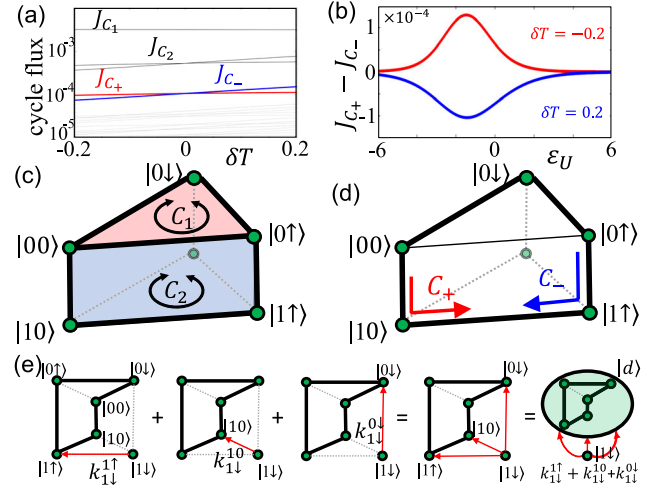 (a)
cycle flux
10⁻³
10⁻⁵
J_{C_1}
J_{C_2}
J_{C_+}
J_{C_-}
-0.2
0
0.2
δT
(b)
×10⁻⁴
J_{C_+} − J_{C_-}
1
0
-1
δT = −0.2
δT = 0.2
-6
0
6
ε_U
(c)
|0↓⟩
|00⟩
|0↑⟩
C_1
C_2
|10⟩
|1↑⟩
(d)
|0↓⟩
|00⟩
|0↑⟩
C_+
C_-
|10⟩
|1↑⟩
(e)
|0↑⟩
|0↓⟩
|00⟩
|10⟩
|1↑⟩
|1↓⟩
k_{1↓}^{1↑}
+
|10⟩
|1↓⟩
k_{1↓}^{10}
+
|0↓⟩
k_{1↓}^{0↓}
|1↓⟩
=
|0↓⟩
|10⟩
|1↑⟩
|1↓⟩
=
|d⟩
|1↓⟩
k_{1↓}^{1↑} + k_{1↓}^{10} + k_{1↓}^{0↓}